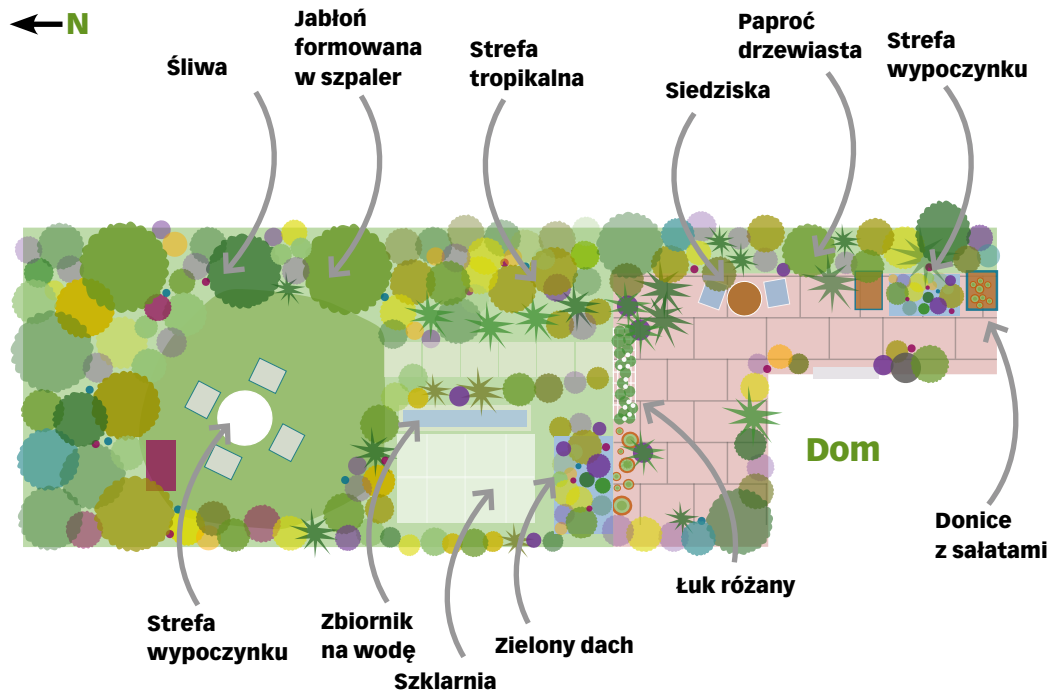 N
Śliwa
Jabłoń
formowana
w szpaler
Strefa
tropikalna
Siedziska
Paproć
drzewiasta
Strefa
wypoczynku
Dom
Donice
z sałatami
Łuk różany
Zielony dach
Szklarnia
Zbiornik
na wodę
Strefa
wypoczynku